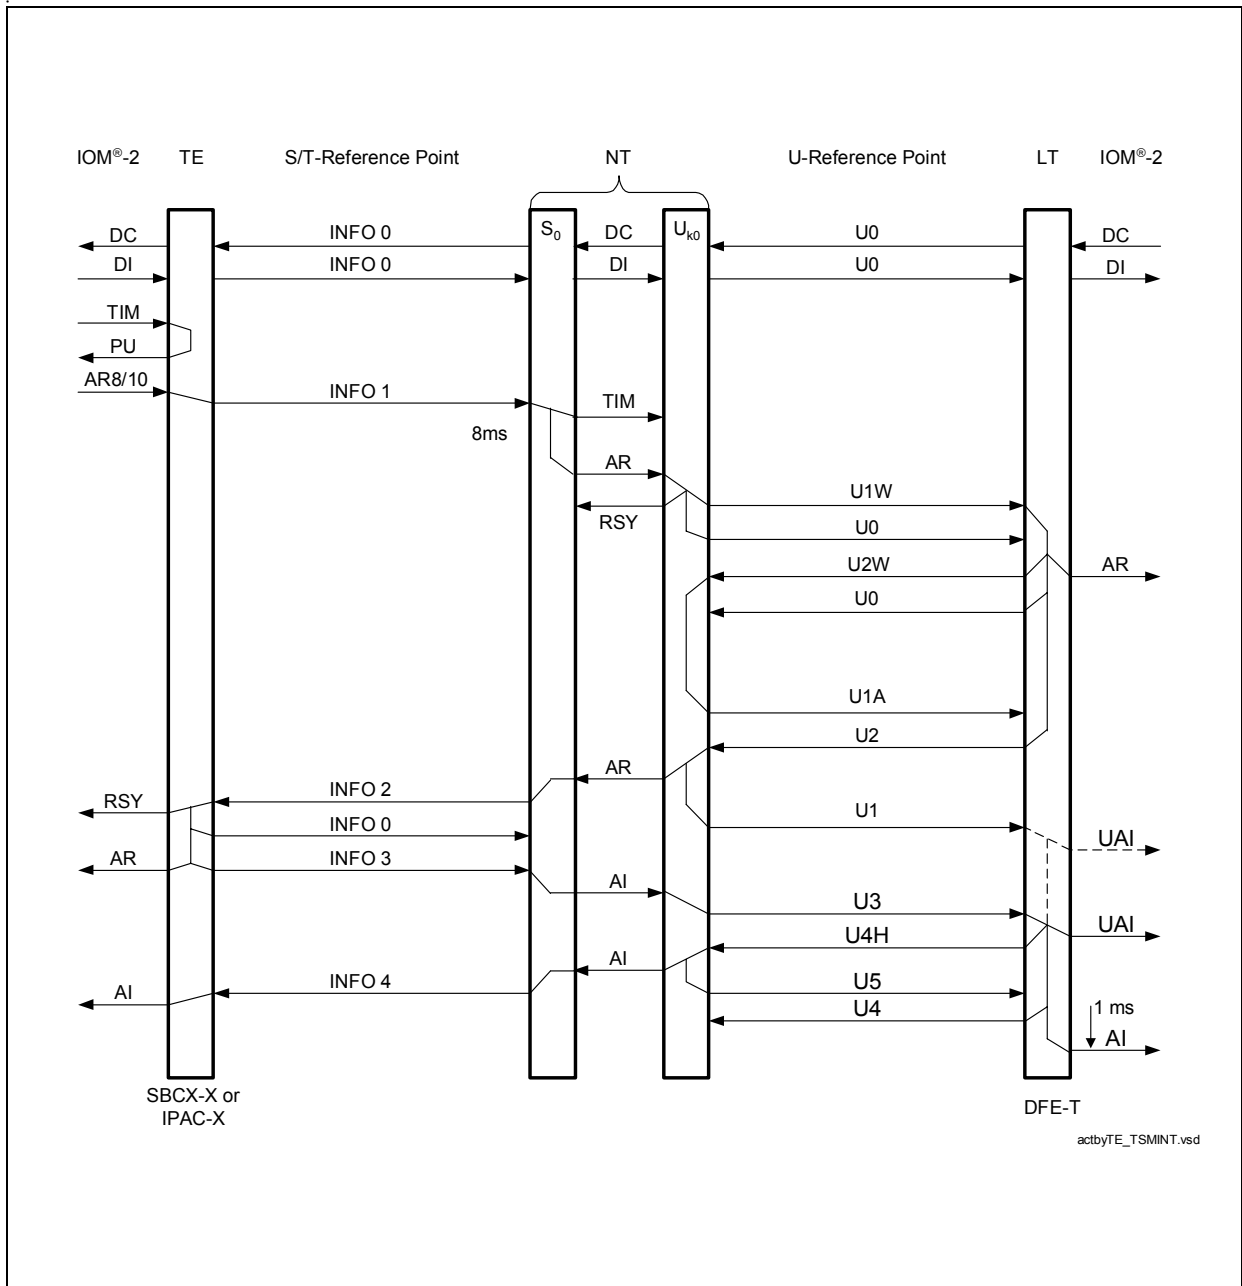 IOM®-2 TE S/T-Reference Point NT U-Reference Point LT IOM®-2
S0 Uk0
DC INFO 0 DC U0 DC
DI INFO 0 DI U0 DI
TIM
PU
AR8/10 INFO 1 TIM
8ms
AR
U1W
RSY U0
U2W AR
U0
U1A
U2
AR
INFO 2
RSY
INFO 0 U1
UAI
AR INFO 3
AI
U3
UAI
U4H
AI
INFO 4 U5
AI
U4 1 ms
AI
SBCX-X or
IPAC-X
DFE-T
actbyTE_TSMINT.vsd